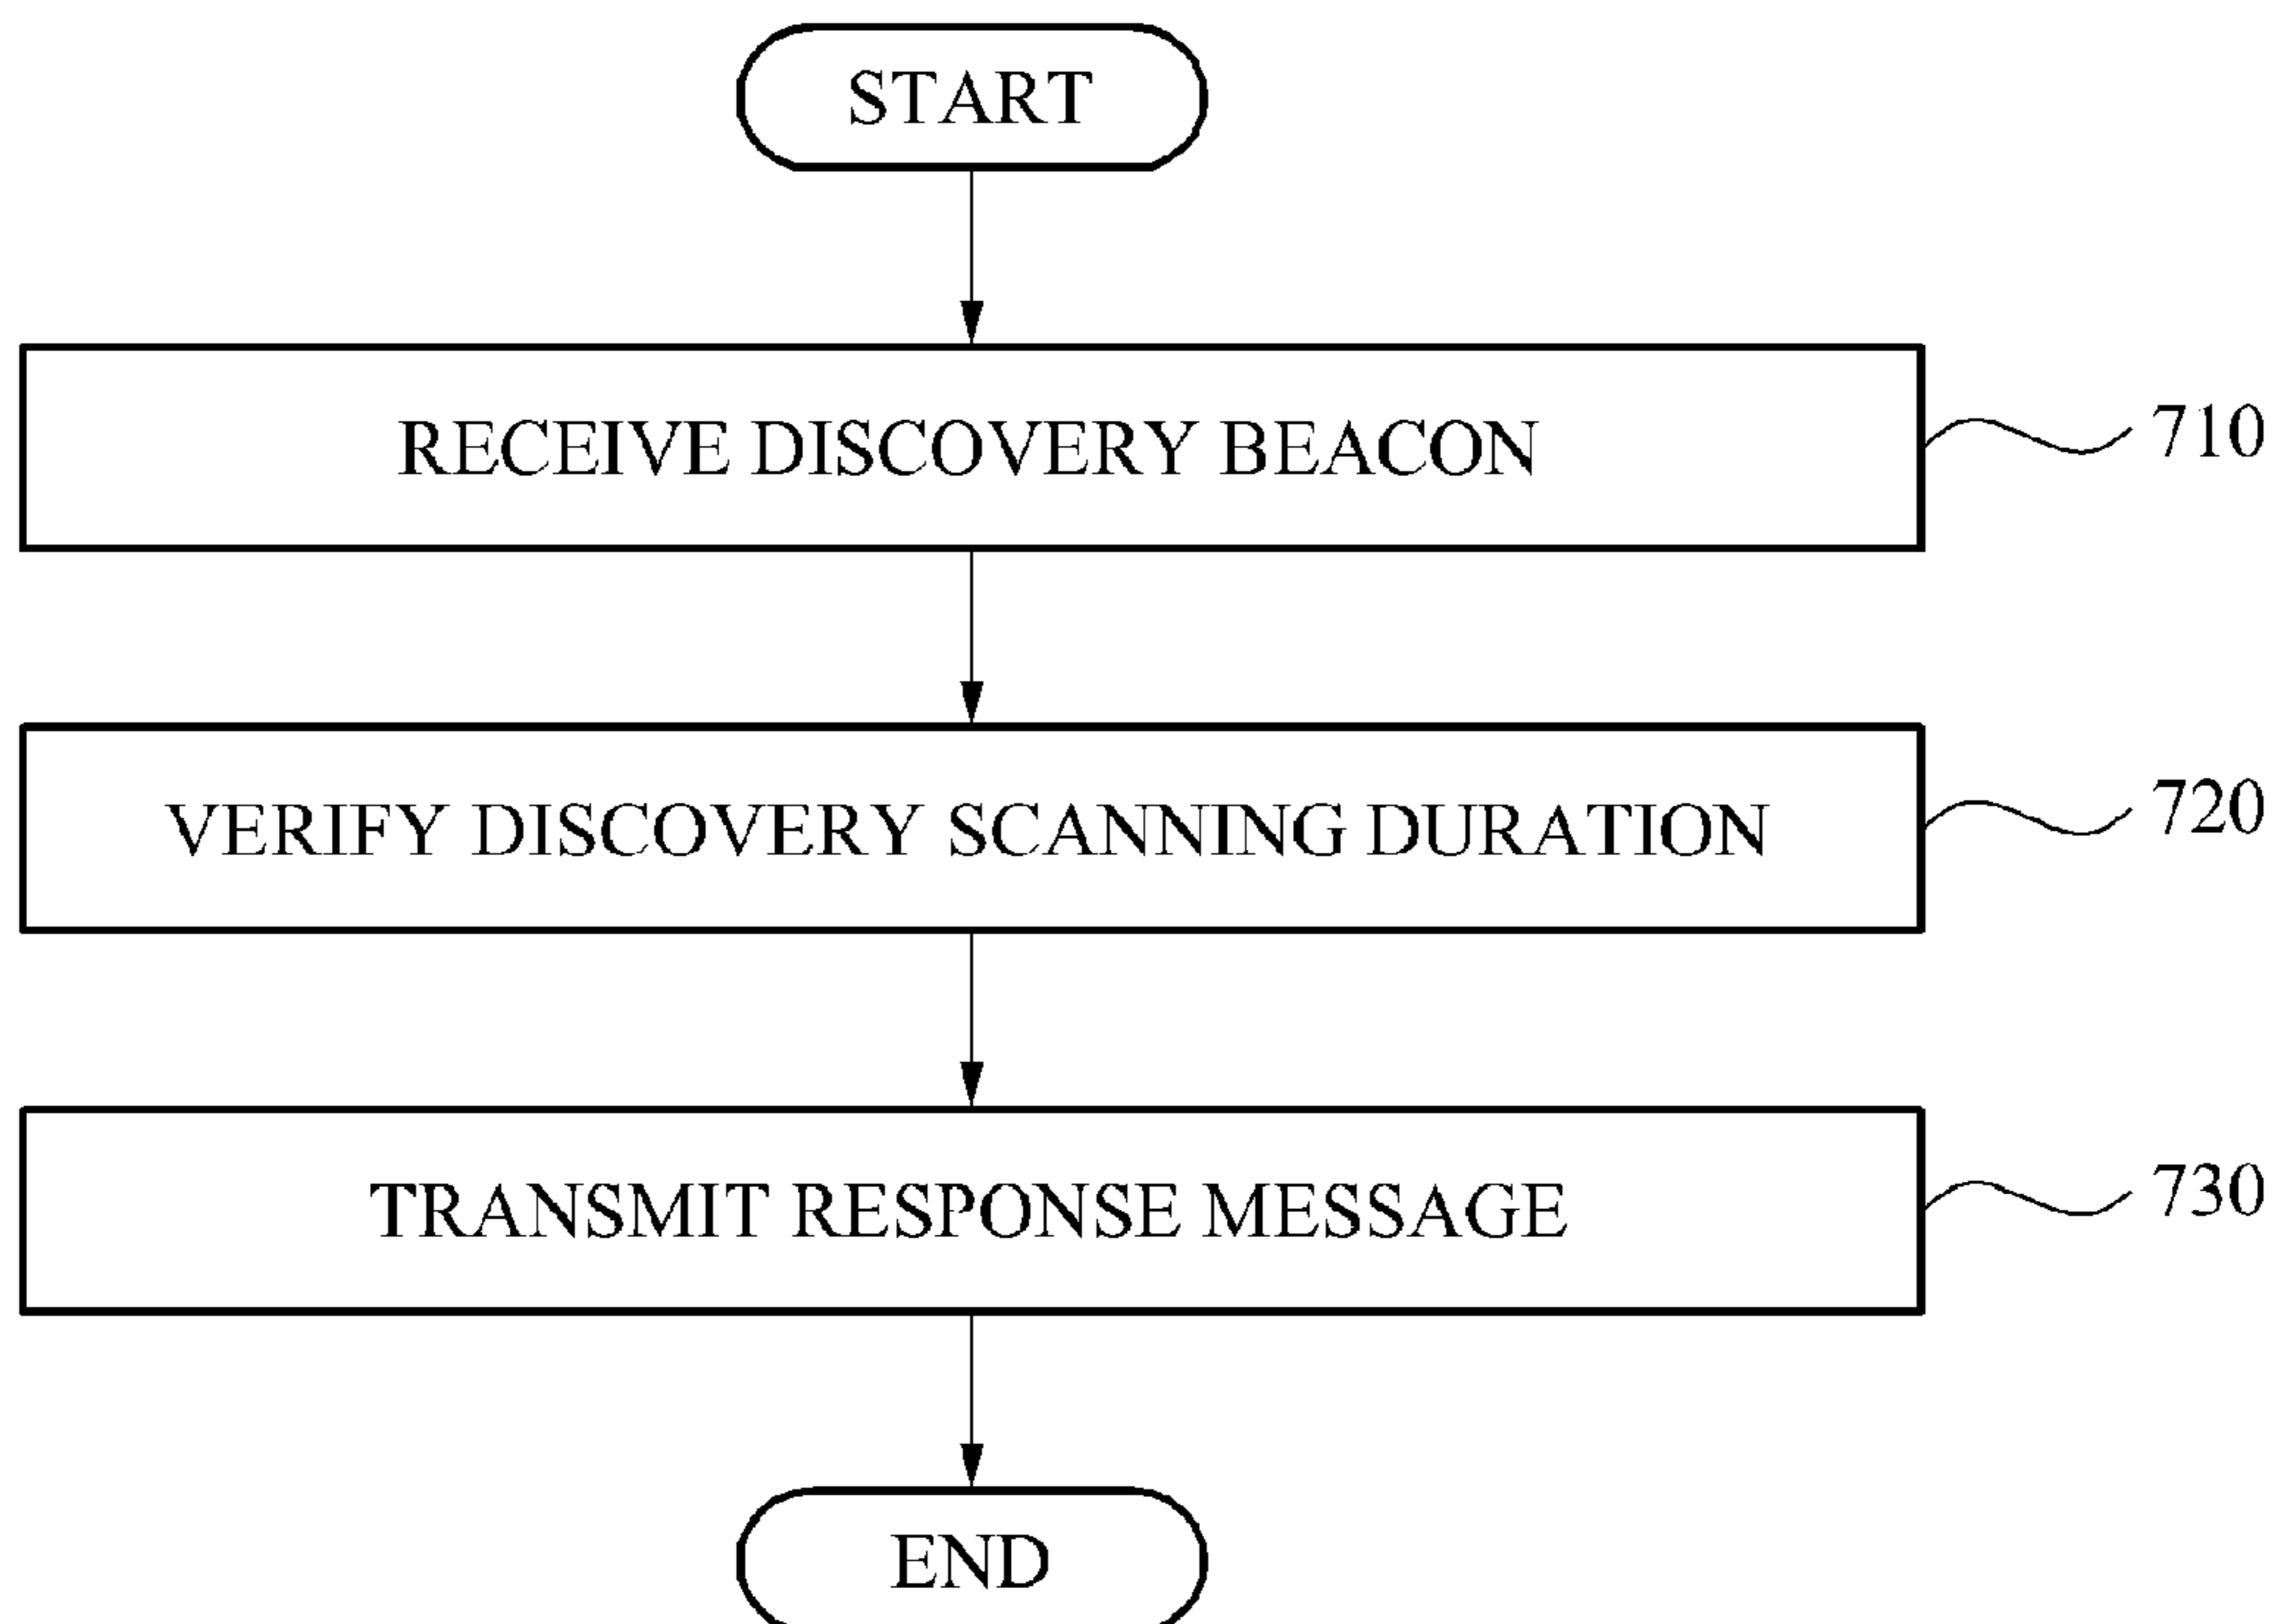 START
RECEIVE DISCOVERY BEACON
710
VERIFY DISCOVERY SCANNING DURATION
720
TRANSMIT RESPONSE MESSAGE
730
END